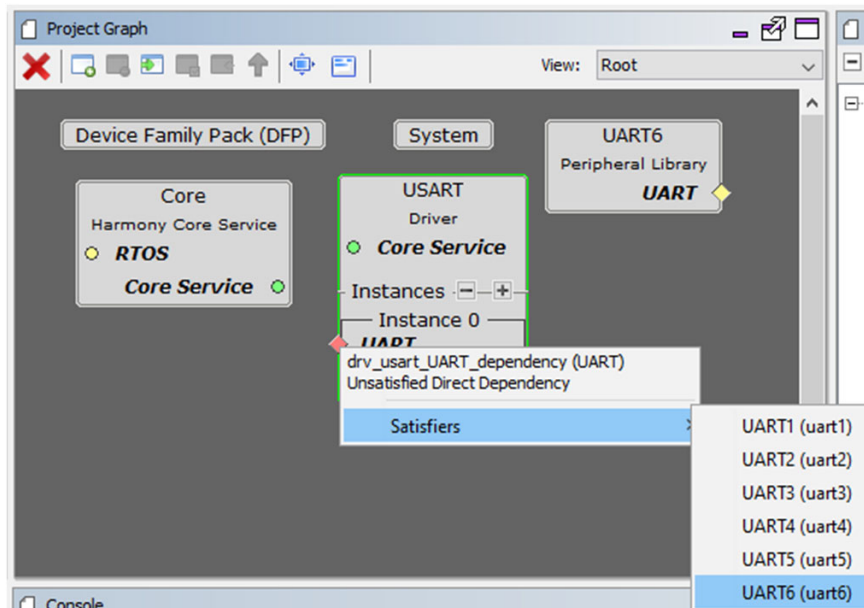 Project Graph
View: Root
Device Family Pack (DFP)
System
UART6
Peripheral Library
UART
Core
Harmony Core Service
RTOS
Core Service
USART
Driver
Core Service
Instances
Instance 0
UART
drv_usart_UART_dependency (UART)
Unsatisfied Direct Dependency
Satisfiers
UART1 (uart1)
UART2 (uart2)
UART3 (uart3)
UART4 (uart4)
UART5 (uart5)
UART6 (uart6)
Console